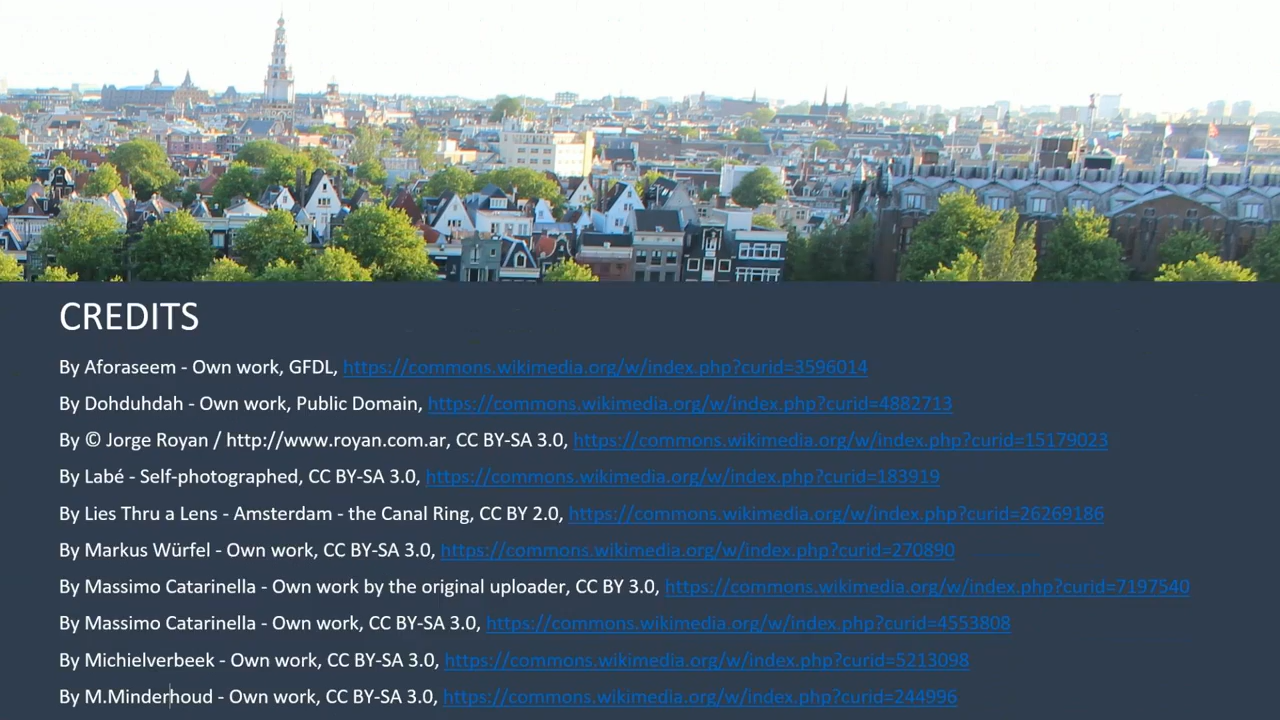 CREDITS
By Aforaseem - Own work, GFDL, https://commons.wikimedia.org/w/index.php?curid=3596014
By Dohduhdah - Own work, Public Domain, https://commons.wikimedia.org/w/index.php?curid=4882713
By © Jorge Royan / http://www.royan.com.ar, CC BY-SA 3.0, https://commons.wikimedia.org/w/index.php?curid=15179023
By Labé - Self-photographed, CC BY-SA 3.0, https://commons.wikimedia.org/w/index.php?curid=183919
By Lies Thru a Lens - Amsterdam - the Canal Ring, CC BY 2.0, https://commons.wikimedia.org/w/index.php?curid=26269186
By Markus Würfel - Own work, CC BY-SA 3.0, https://commons.wikimedia.org/w/index.php?curid=270890
By Massimo Catarinella - Own work by the original uploader, CC BY 3.0, https://commons.wikimedia.org/w/index.php?curid=7197540
By Massimo Catarinella - Own work, CC BY-SA 3.0, https://commons.wikimedia.org/w/index.php?curid=4553808
By Michielverbeek - Own work, CC BY-SA 3.0, https://commons.wikimedia.org/w/index.php?curid=5213098
By M.Minderhoud - Own work, CC BY-SA 3.0, https://commons.wikimedia.org/w/index.php?curid=244996